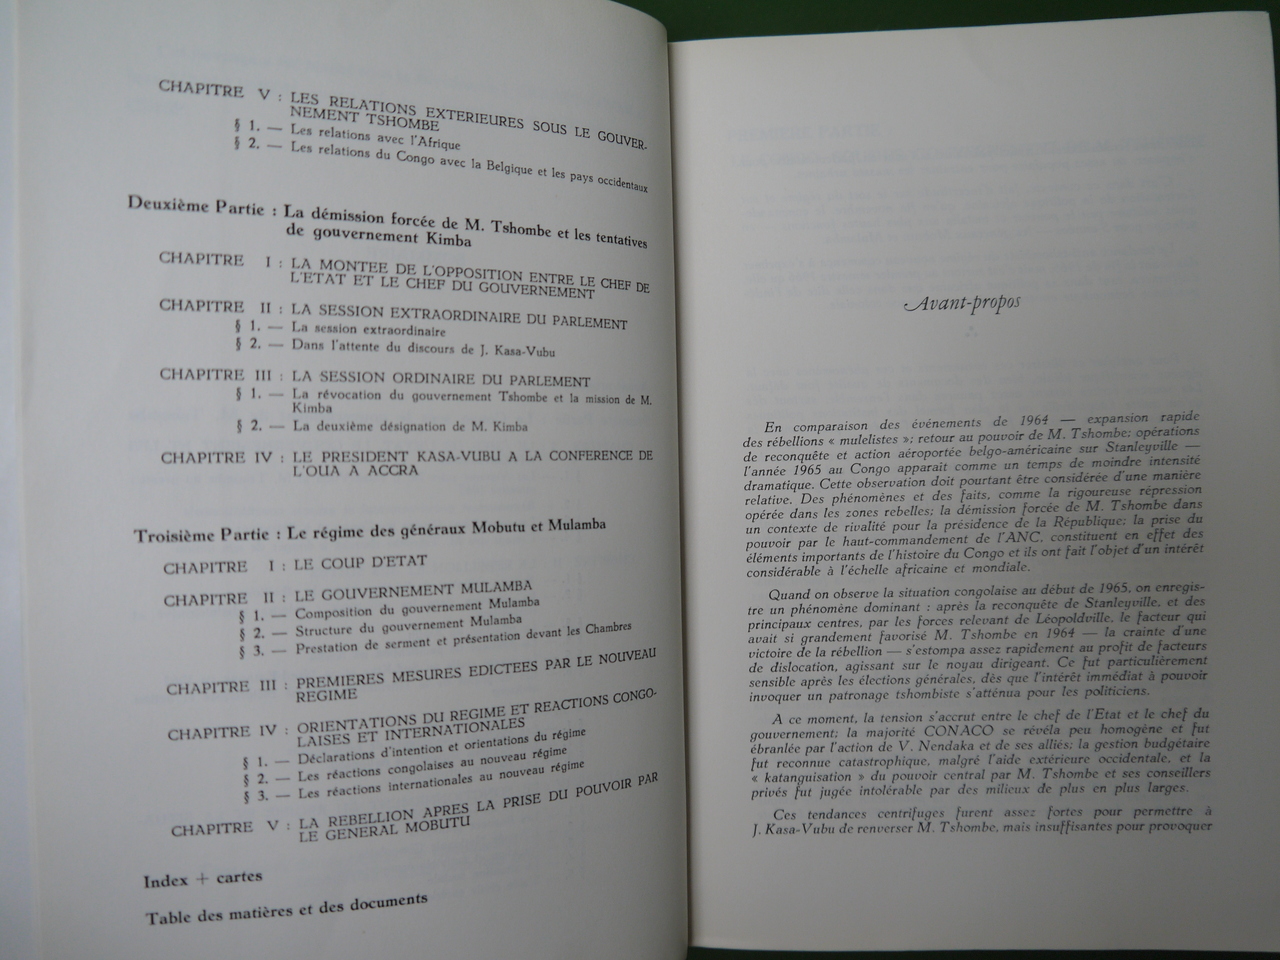 CHAPITRE V : LES RELATIONS EXTERIEURES SOUS LE GOUVER-
NEMENT TSHOMBE
§ 1. — Les relations avec l'Afrique
§ 2. — Les relations du Congo avec la Belgique et les pays occidentaux
Deuxième Partie : La démission forcée de M. Tshombe et les tentatives
de gouvernement Kimba
CHAPITRE I : LA MONTEE DE L'OPPOSITION ENTRE LE CHEF DE
L'ETAT ET LE CHEF DU GOUVERNEMENT
CHAPITRE II : LA SESSION EXTRAORDINAIRE DU PARLEMENT
§ 1. — La session extraordinaire
§ 2. — Dans l'attente du discours de J. Kasa-Vubu
CHAPITRE III : LA SESSION ORDINAIRE DU PARLEMENT
§ 1. — La révocation du gouvernement Tshombe et la mission de M.
Kimba
§ 2. — La deuxième désignation de M. Kimba
CHAPITRE IV : LE PRESIDENT KASA-VUBU A LA CONFERENCE DE
L'OUA A ACCRA
Troisième Partie : Le régime des généraux Mobutu et Mulamba
CHAPITRE I : LE COUP D'ETAT
CHAPITRE II : LE GOUVERNEMENT MULAMBA
§ 1. — Composition du gouvernement Mulamba
§ 2. — Structure du gouvernement Mulamba
§ 3. — Prestation de serment et présentation devant les Chambres
CHAPITRE III : PREMIERES MESURES EDICTEES PAR LE NOUVEAU
REGIME
CHAPITRE IV : ORIENTATIONS DU REGIME ET REACTIONS CONGO-
LAISES ET INTERNATIONALES
§ 1. — Déclarations d'intention et orientations du régime
§ 2. — Les réactions congolaises au nouveau régime
§ 3. — Les réactions internationales au nouveau régime
CHAPITRE V : LA REBELLION APRES LA PRISE DU POUVOIR PAR
LE GENERAL MOBUTU
Index + cartes
Table des matières et des documents
Avant-propos
En comparaison des événements de 1964 — expansion rapide
des rébellions « mulelistes »; retour au pouvoir de M. Tshombe; opérations
de reconquête et action aéroportée belgo-américaine sur Stanleyville —
l'année 1965 au Congo apparaît comme un temps de moindre intensité
dramatique. Cette observation doit pourtant être considérée d'une manière
relative. Des phénomènes et des faits, comme la rigoureuse répression
opérée dans les zones rebelles; la démission forcée de M. Tshombe dans
un contexte de rivalité pour la présidence de la République; la prise du
pouvoir par le haut-commandement de l'ANC, constituent en effet des
éléments importants de l'histoire du Congo et ils ont fait l'objet d'un intérêt
considérable à l'échelle africaine et mondiale.
Quand on observe la situation congolaise au début de 1965, on enregis-
tre un phénomène dominant : après la reconquête de Stanleyville, et des
principaux centres, par les forces relevant de Léopoldville, le facteur qui
avait si grandement favorisé M. Tshombe en 1964 — la crainte d'une
victoire de la rébellion — s'estompa assez rapidement au profit de facteurs
de dislocation, agissant sur le noyau dirigeant. Ce fut particulièrement
sensible après les élections générales, dès que l'intérêt immédiat à pouvoir
invoquer un patronage tshombiste s'atténua pour les politiciens.
A ce moment, la tension s'accrut entre le chef de l'Etat et le chef du
gouvernement; la majorité CONACO se révéla peu homogène et fut
ébranlée par l'action de V. Nendaka et de ses alliés; la gestion budgétaire
fut reconnue catastrophique, malgré l'aide extérieure occidentale, et la
« katanguisation » du pouvoir central par M. Tshombe et ses conseillers
privés fut jugée intolérable par des milieux de plus en plus larges.
Ces tendances centrifuges furent assez fortes pour permettre à
J. Kasa-Vubu de renverser M. Tshombe, mais insuffisantes pour provoquer